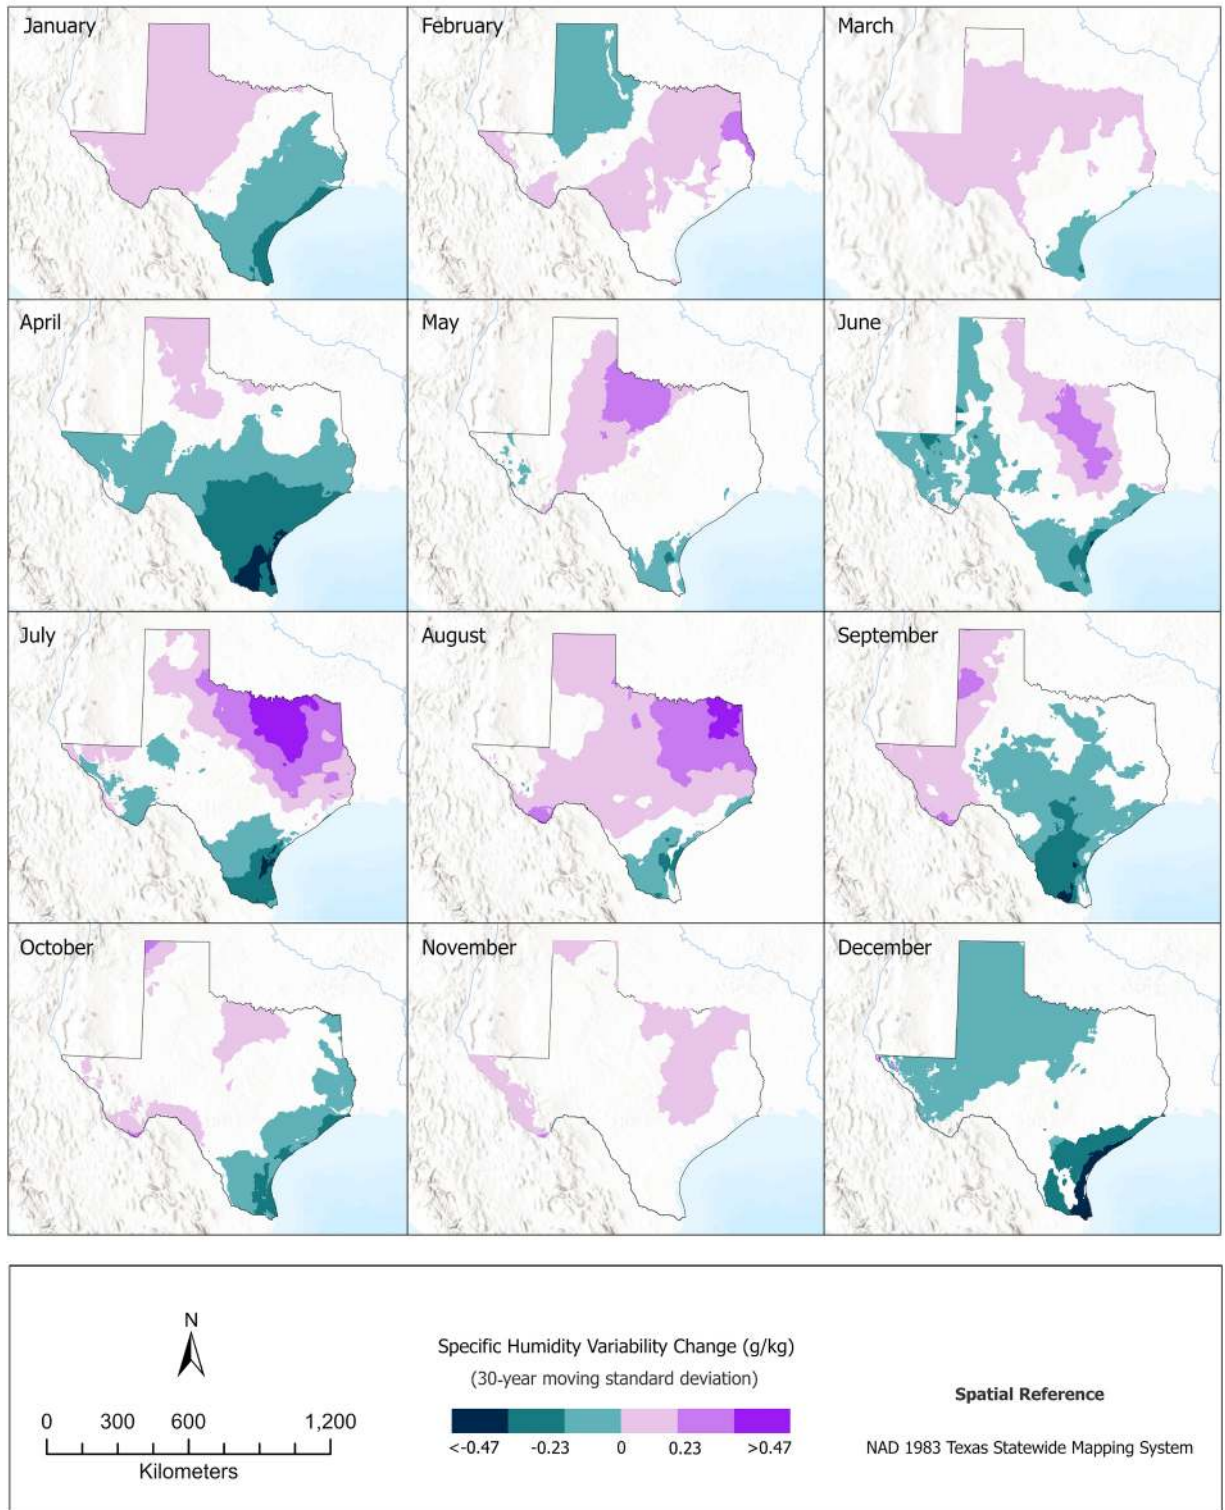 January
February
March
April
May
June
July
August
September
October
November
December
N
0 300 600 1,200
Kilometers
Specific Humidity Variability Change (g/kg)
(30-year moving standard deviation)
<-0.47 -0.23 0 0.23 >0.47
Spatial Reference
NAD 1983 Texas Statewide Mapping System